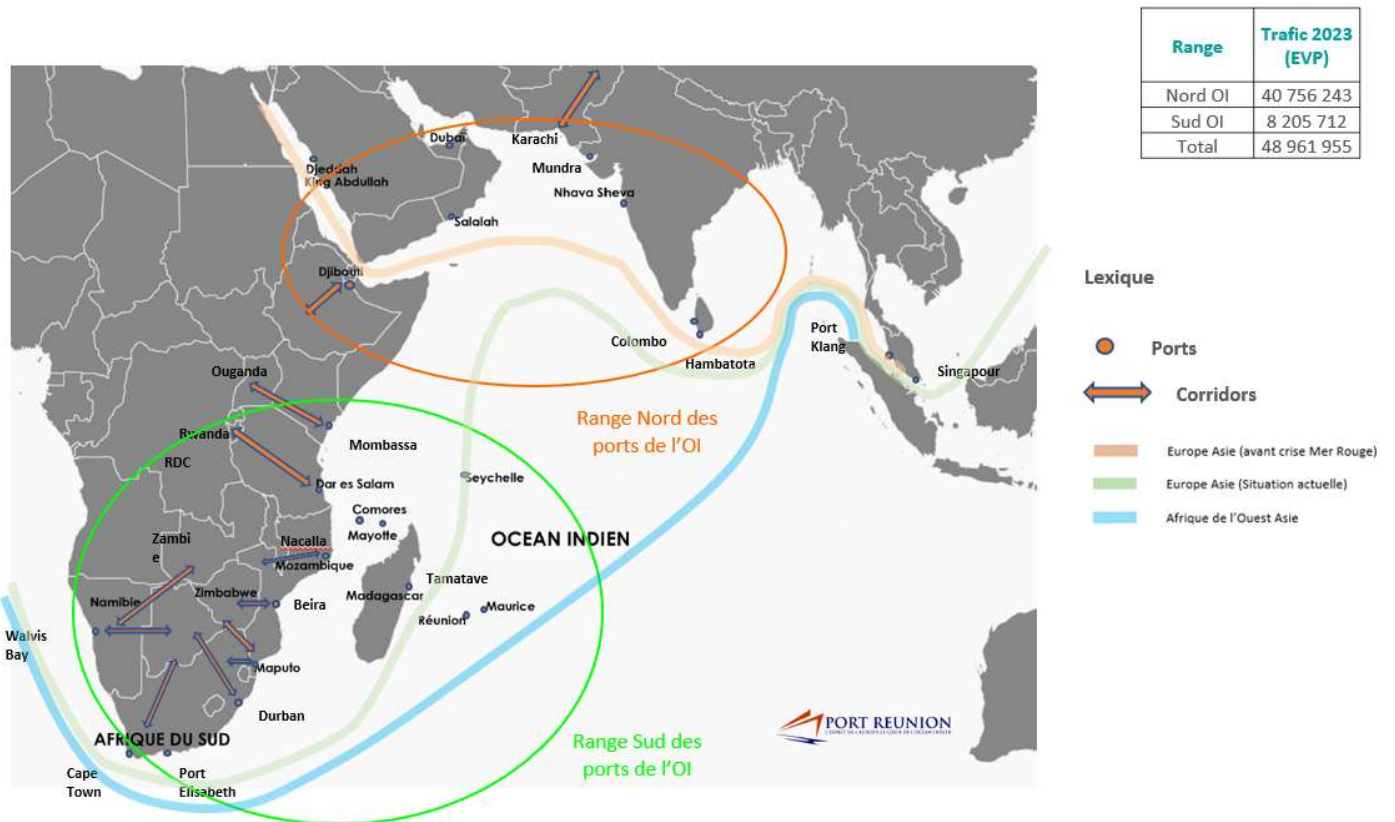 Range
Trafic 2023
(EVP)
Nord OI
40 756 243
Sud OI
8 205 712
Total
48 961 955
Dubaï
Karachi
Djeddah
King Abdullah
Mundra
Nhava Sheva
Salalah
Djibouti
Colombo
Hambatota
Port
Klang
Singapour
Lexique
Ports
Corridors
Europe Asie (avant crise Mer Rouge)
Europe Asie (Situation actuelle)
Afrique de l'Ouest Asie
Ouganda
Range Nord des
ports de l'OI
Rwanda
RDC
Mombassa
Dar es Salam
Seychelle
Comores
Mayotte
OCEAN INDIEN
Zambi
e
Nacalla
Mozambique
Tamatave
Madagascar
Namibie
Zimbabwe
Beira
Réunion
Maurice
Walvis
Bay
Maputo
Durban
AFRIQUE DU SUD
Range Sud des
ports de l'OI
Cape
Town
Port
Elisabeth
PORT REUNION